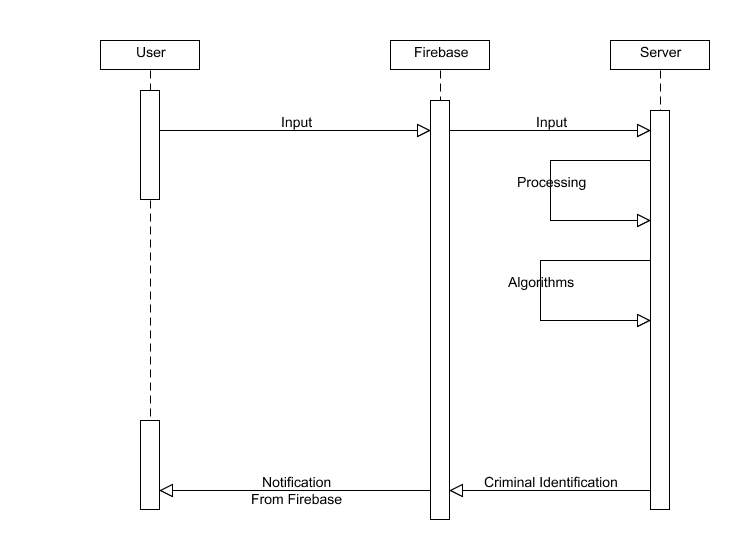 User
Firebase
Server
Input
Input
Processing
Algorithms
Notification
From Firebase
Criminal Identification